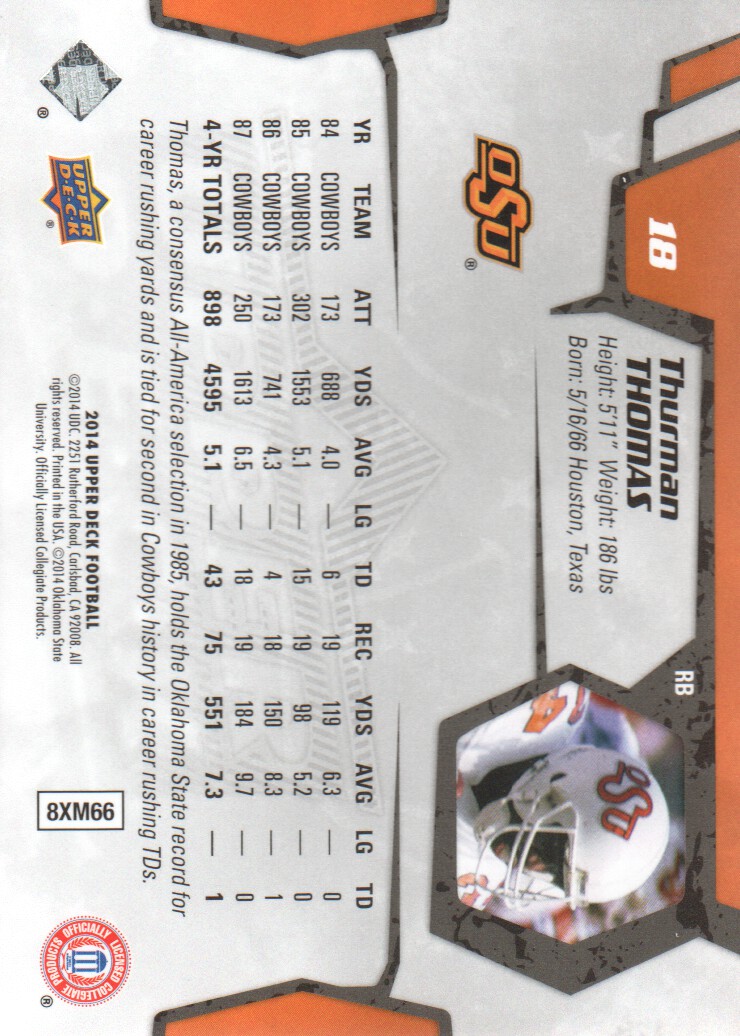 18
Thurman
THOMAS
Height: 5'11" Weight: 186 lbs
Born: 5/16/66 Houston, Texas
RB
OSU ®
OSU
YR TEAM ATT YDS AVG LG TD REC YDS AVG LG TD
84 COWBOYS 173 688 4.0 — 6 19 119 6.3 — 0
85 COWBOYS 302 1553 5.1 — 15 19 98 5.2 — 0
86 COWBOYS 173 741 4.3 — 4 18 150 8.3 — 1
87 COWBOYS 250 1613 6.5 — 18 19 184 9.7 — 0
4-YR TOTALS 898 4595 5.1 — 43 75 551 7.3 — 1
Thomas, a consensus All-America selection in 1985, holds the Oklahoma State record for
career rushing yards and is tied for second in Cowboys history in career rushing TDs.
®
UPPER
D·E·C·K
®
2014 UPPER DECK FOOTBALL
©2014 UDC. 2251 Rutherford Road, Carlsbad, CA 92008. All
rights reserved. Printed in the USA. ©2014 Oklahoma State
University. Officially Licensed Collegiate Products.
8XM66
OFFICIALLY LICENSED
COLLEGIATE PRODUCTS
®